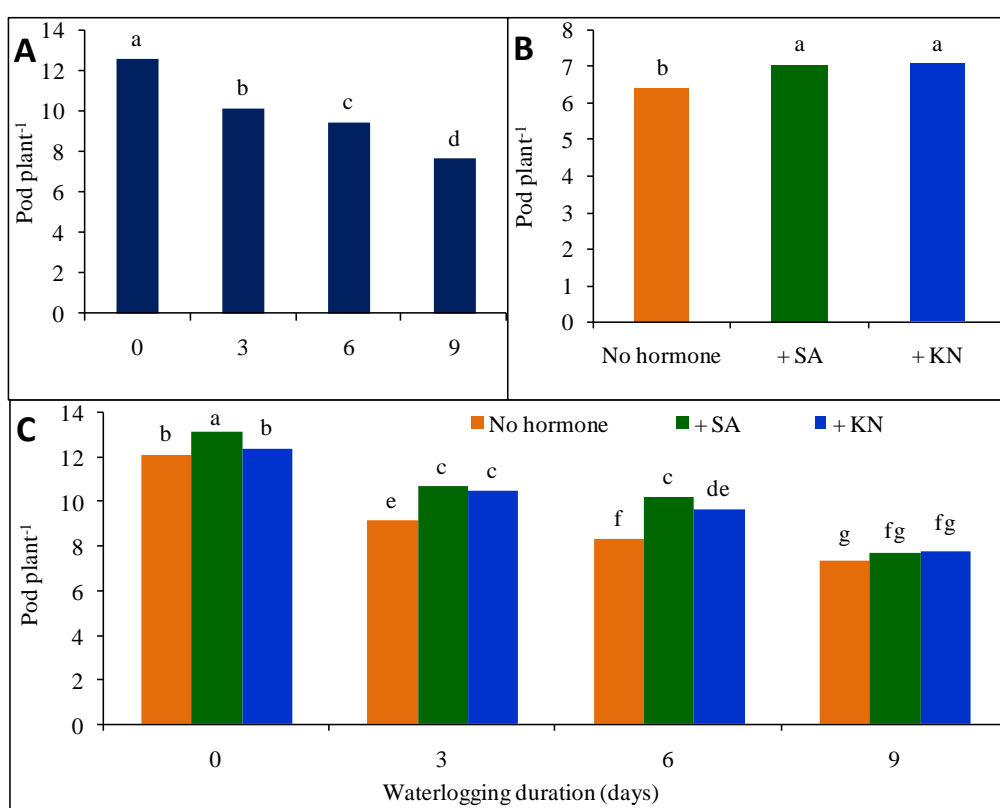 A
Pod plant-1
14
12
10
8
6
4
2
0
a
b
c
d
0 3 6 9
B
Pod plant-1
8
7
6
5
4
3
2
1
0
b
a
a
No hormone + SA + KN
C
Pod plant-1
14
12
10
8
6
4
2
0
No hormone + SA + KN
b a b
e c c
f c de
g fg fg
0 3 6 9
Waterlogging duration (days)